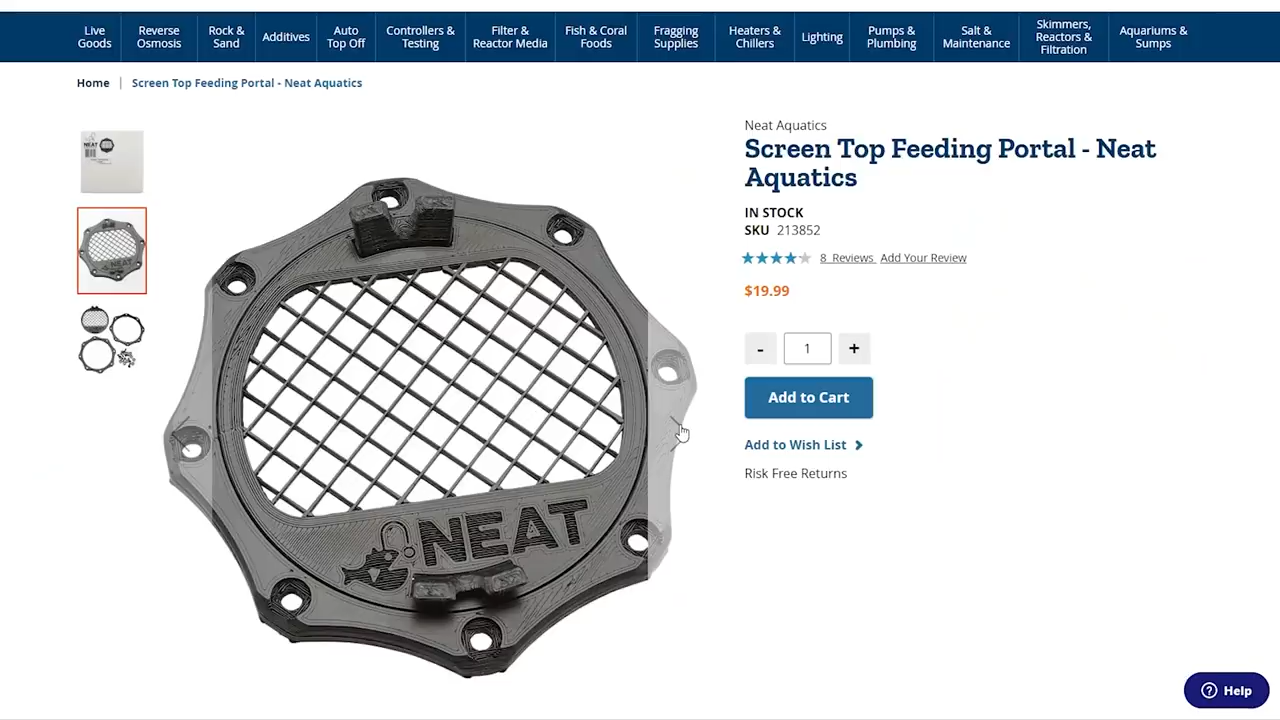 Live Goods
Reverse Osmosis
Rock & Sand
Additives
Auto Top Off
Controllers & Testing
Filter & Reactor Media
Fish & Coral Foods
Fragging Supplies
Heaters & Chillers
Lighting
Pumps & Plumbing
Salt & Maintenance
Skimmers, Reactors & Filtration
Aquariums & Sumps
Home | Screen Top Feeding Portal - Neat Aquatics
NEAT
NEAT
Neat Aquatics
Screen Top Feeding Portal - Neat
Aquatics
IN STOCK
SKU 213852
8 Reviews Add Your Review
$19.99
- 1 +
Add to Cart
Add to Wish List
Risk Free Returns
Help